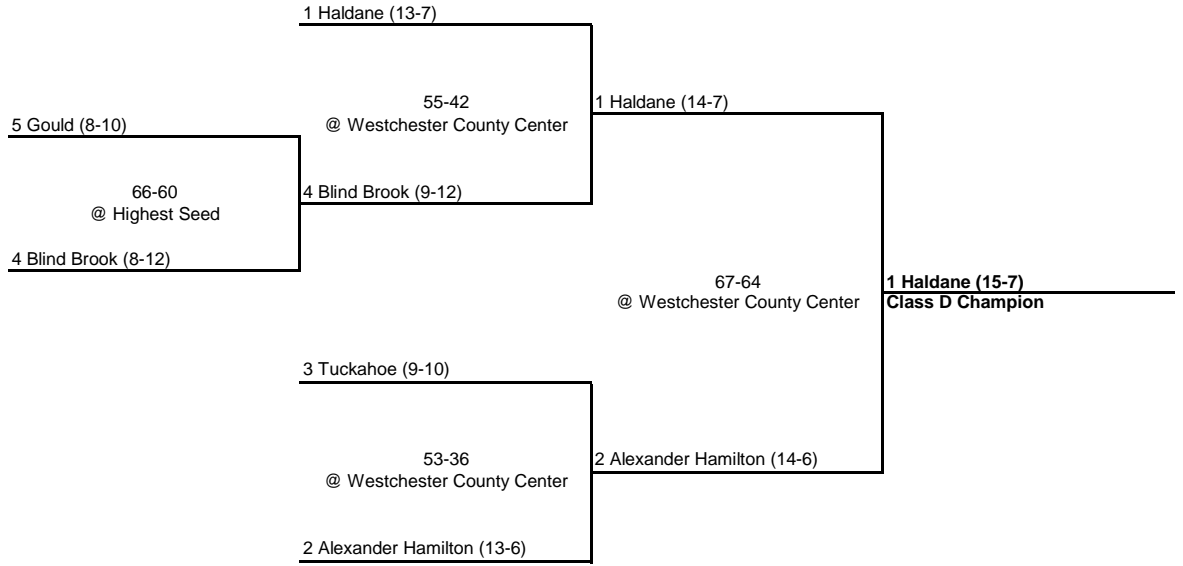 1 Haldane (13-7)
55-42
@ Westchester County Center
1 Haldane (14-7)
5 Gould (8-10)
66-60
@ Highest Seed
4 Blind Brook (9-12)
4 Blind Brook (8-12)
67-64
@ Westchester County Center
1 Haldane (15-7)
Class D Champion
3 Tuckahoe (9-10)
53-36
@ Westchester County Center
2 Alexander Hamilton (14-6)
2 Alexander Hamilton (13-6)